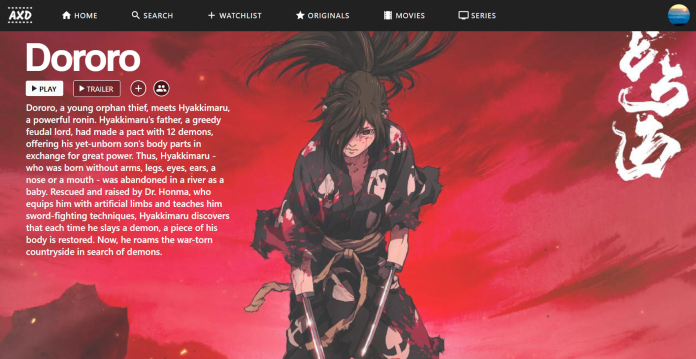 AXD
HOME
SEARCH
WATCHLIST
ORIGINALS
MOVIES
SERIES
Dororo
PLAY
TRAILER
Dororo, a young orphan thief, meets Hyakkimaru,
a powerful ronin. Hyakkimaru's father, a greedy
feudal lord, had made a pact with 12 demons,
offering his yet-unborn son's body parts in
exchange for great power. Thus, Hyakkimaru -
who was born without arms, legs, eyes, ears, a
nose or a mouth - was abandoned in a river as a
baby. Rescued and raised by Dr. Honma, who
equips him with artificial limbs and teaches him
sword-fighting techniques, Hyakkimaru discovers
that each time he slays a demon, a piece of his
body is restored. Now, he roams the war-torn
countryside in search of demons.